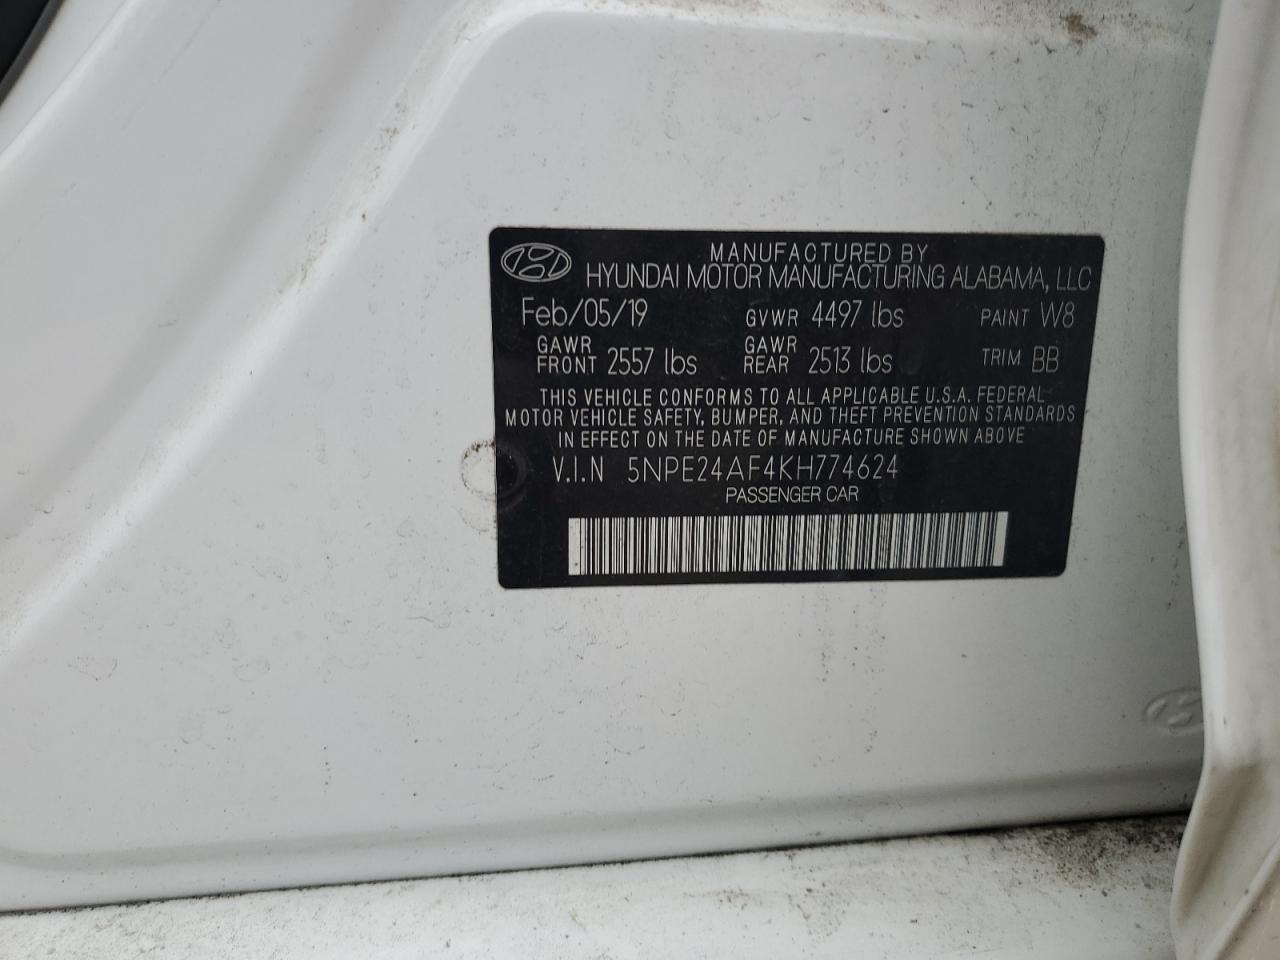 MANUFACTURED BY
HYUNDAI MOTOR MANUFACTURING ALABAMA, LLC
Feb/05/19 GVWR 4497 lbs PAINT W8
GAWR FRONT 2557 lbs GAWR REAR 2513 lbs TRIM BB
THIS VEHICLE CONFORMS TO ALL APPLICABLE U.S.A. FEDERAL
MOTOR VEHICLE SAFETY, BUMPER, AND THEFT PREVENTION STANDARDS
IN EFFECT ON THE DATE OF MANUFACTURE SHOWN ABOVE
V.I.N 5NPE24AF4KH774624
PASSENGER CAR